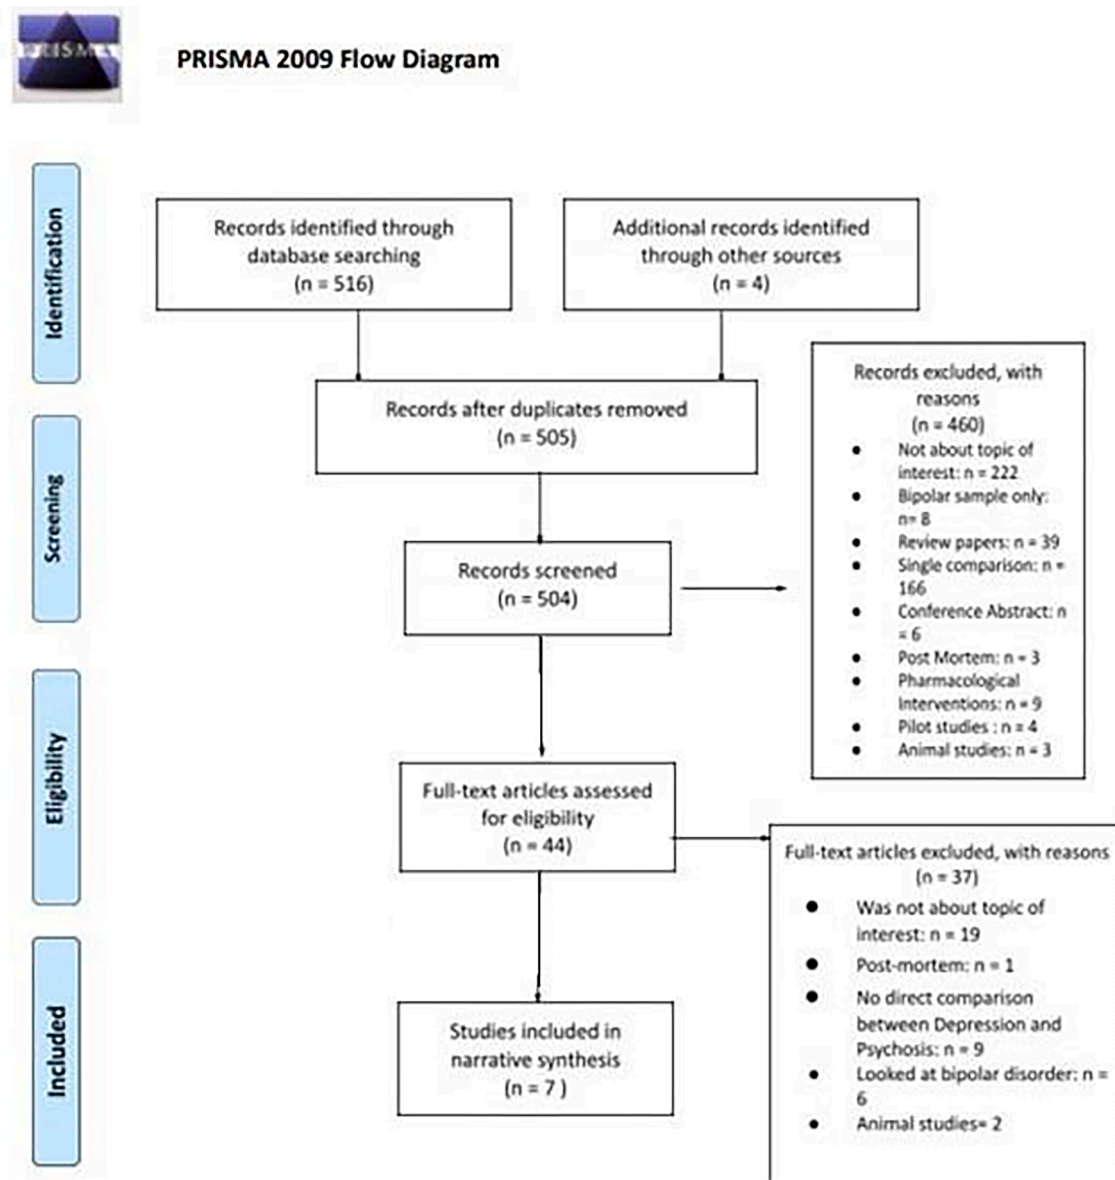 PRISMA
PRISMA 2009 Flow Diagram
Identification
Records identified through
database searching
(n = 516)
Additional records identified
through other sources
(n = 4)
Records after duplicates removed
(n = 505)
Screening
Records screened
(n = 504)
Records excluded, with
reasons
(n = 460)
● Not about topic of
interest: n = 222
● Bipolar sample only:
n= 8
● Review papers: n = 39
● Single comparison: n =
166
● Conference Abstract: n
= 6
● Post Mortem: n = 3
● Pharmacological
Interventions: n = 9
● Pilot studies : n = 4
● Animal studies: n = 3
Eligibility
Full-text articles assessed
for eligibility
(n = 44)
Full-text articles excluded, with reasons
(n = 37)
● Was not about topic of
interest: n = 19
● Post-mortem: n = 1
● No direct comparison
between Depression and
Psychosis: n = 9
● Looked at bipolar disorder: n =
6
● Animal studies= 2
Included
Studies included in
narrative synthesis
(n = 7 )